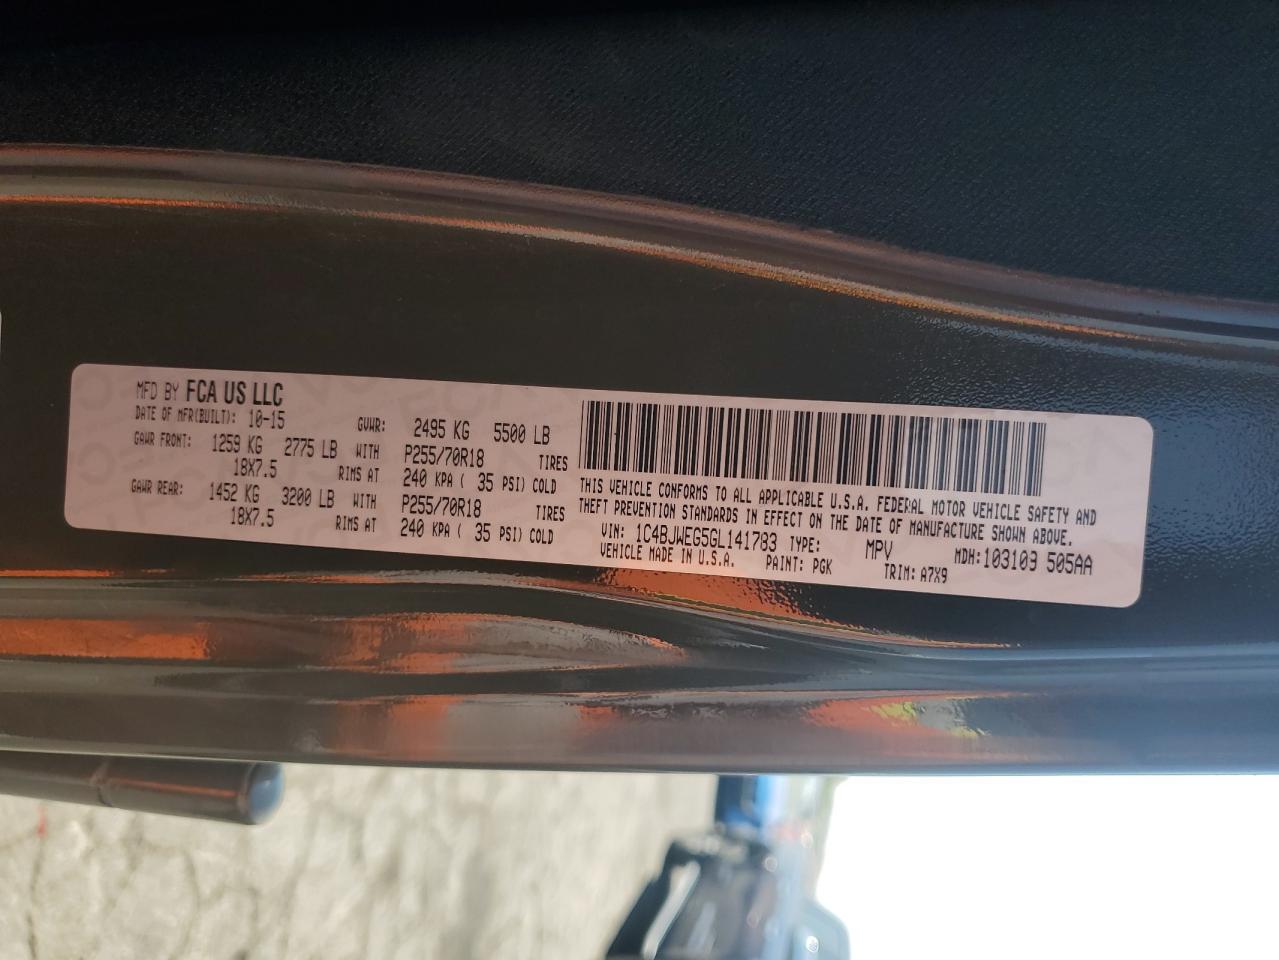 MFD BY FCA US LLC
DATE OF MFR(BUILT): 10-15 GVWR: 2495 KG 5500 LB
GAWR FRONT: 1259 KG 2775 LB WITH P255/70R18 TIRES
18X7.5 RIMS AT 240 KPA ( 35 PSI) COLD
GAWR REAR: 1452 KG 3200 LB WITH P255/70R18 TIRES
18X7.5 RIMS AT 240 KPA ( 35 PSI) COLD
THIS VEHICLE CONFORMS TO ALL APPLICABLE U.S.A. FEDERAL MOTOR VEHICLE SAFETY AND
THEFT PREVENTION STANDARDS IN EFFECT ON THE DATE OF MANUFACTURE SHOWN ABOVE.
VIN: 1C4BJWEG5GL141783 TYPE: MPV MDH:103109 505AA
VEHICLE MADE IN U.S.A. PAINT: PGK TRIM: A7X9